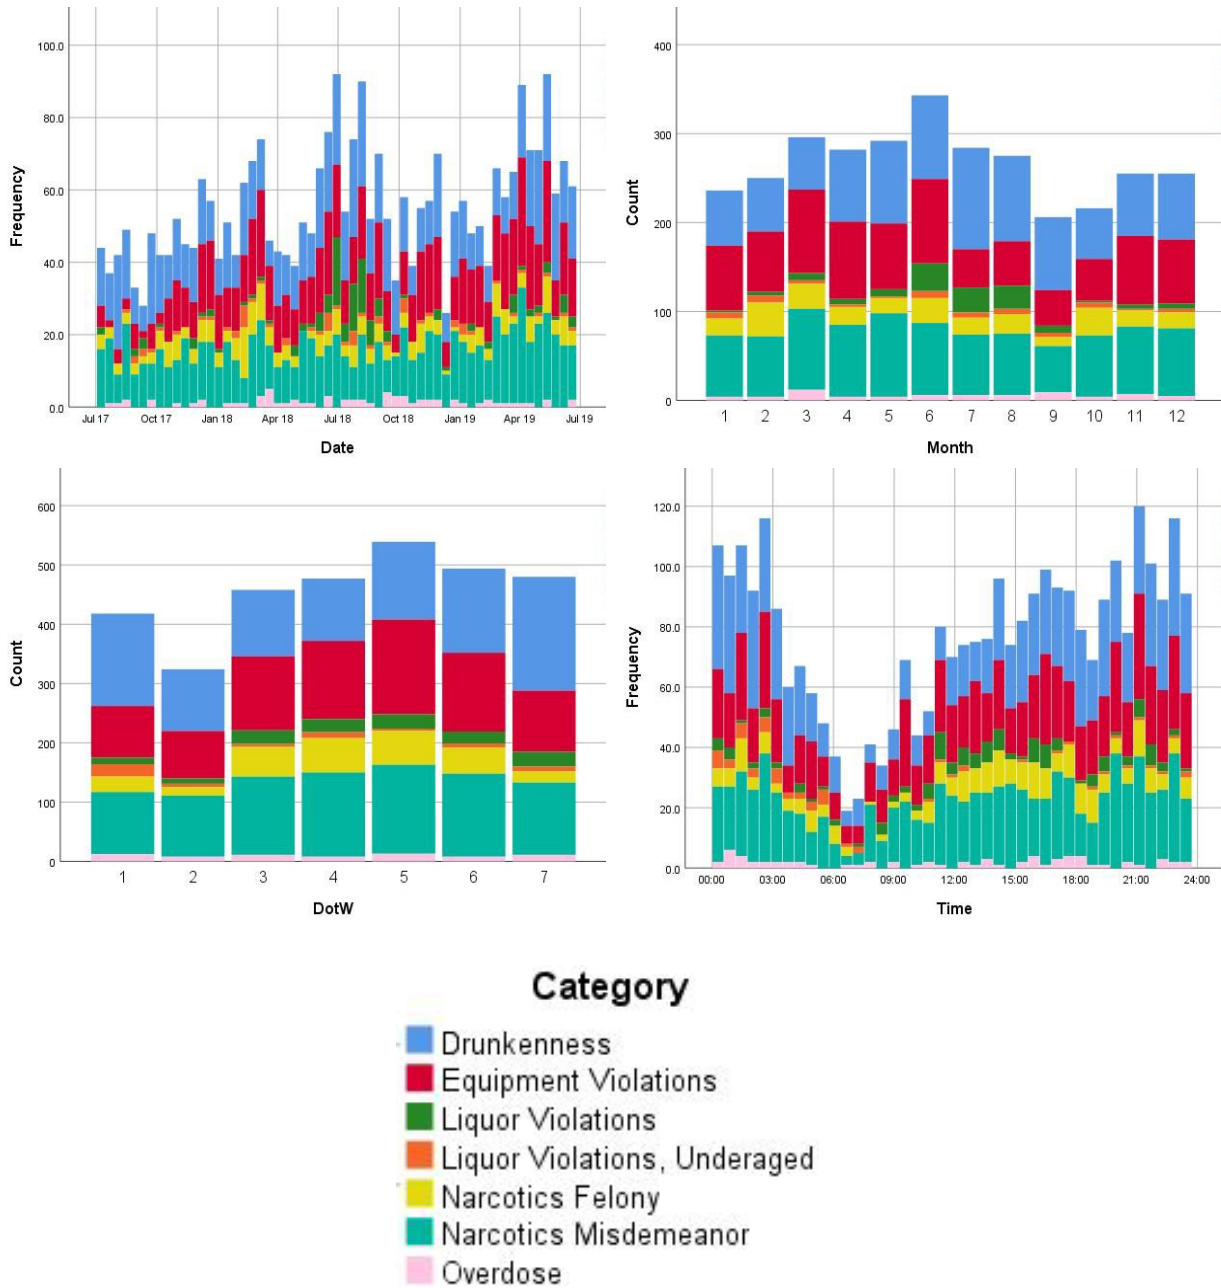 100.0
80.0
60.0
40.0
20.0
0.0
Frequency
Jul 17 Oct 17 Jan 18 Apr 18 Jul 18 Oct 18 Jan 19 Apr 19 Jul 19
Date
400
300
200
100
0
Count
1 2 3 4 5 6 7 8 9 10 11 12
Month
600
500
400
300
200
100
0
Count
1 2 3 4 5 6 7
DotW
120.0
100.0
80.0
60.0
40.0
20.0
0.0
Frequency
00:00 03:00 06:00 09:00 12:00 15:00 18:00 21:00 24:00
Time
Category
Drunkenness
Equipment Violations
Liquor Violations
Liquor Violations, Underaged
Narcotics Felony
Narcotics Misdemeanor
Overdose